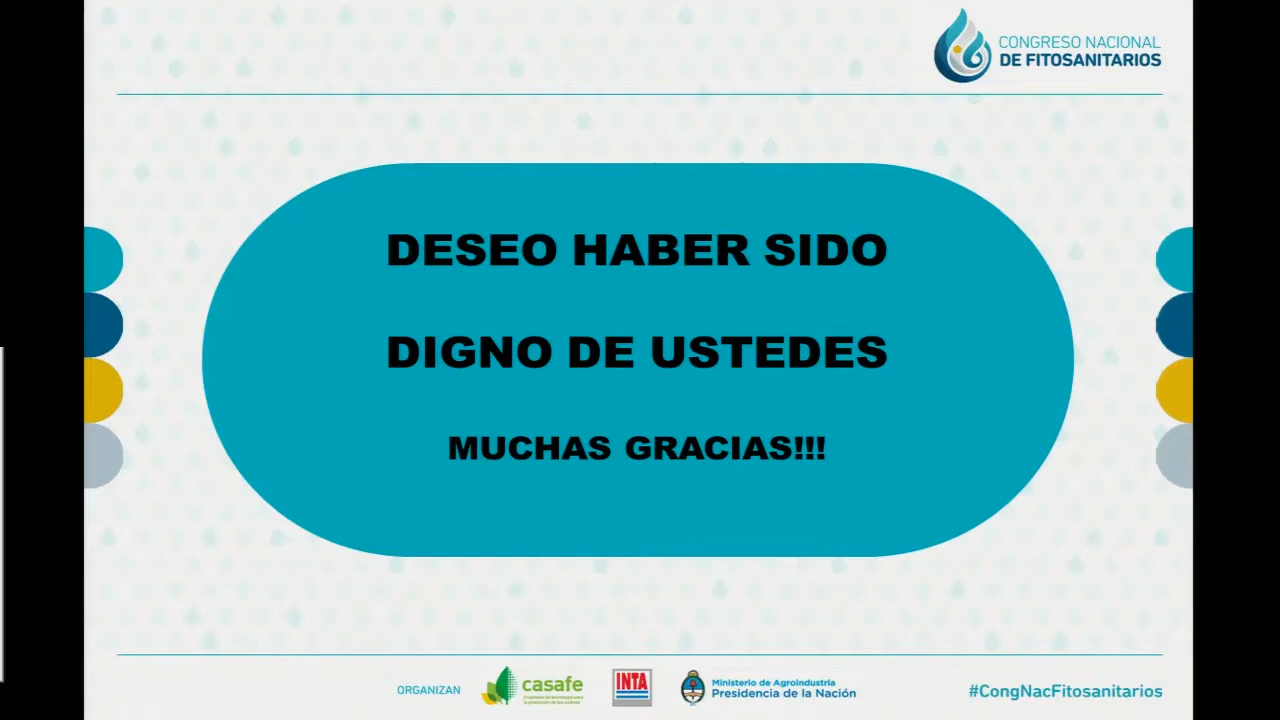 CONGRESO NACIONAL
DE FITOSANITARIOS
DESEO HABER SIDO
DIGNO DE USTEDES
MUCHAS GRACIAS!!!
ORGANIZAN
casafe
INTA
Ministerio de Agroindustria
Presidencia de la Nación
#CongNacFitosanitarios